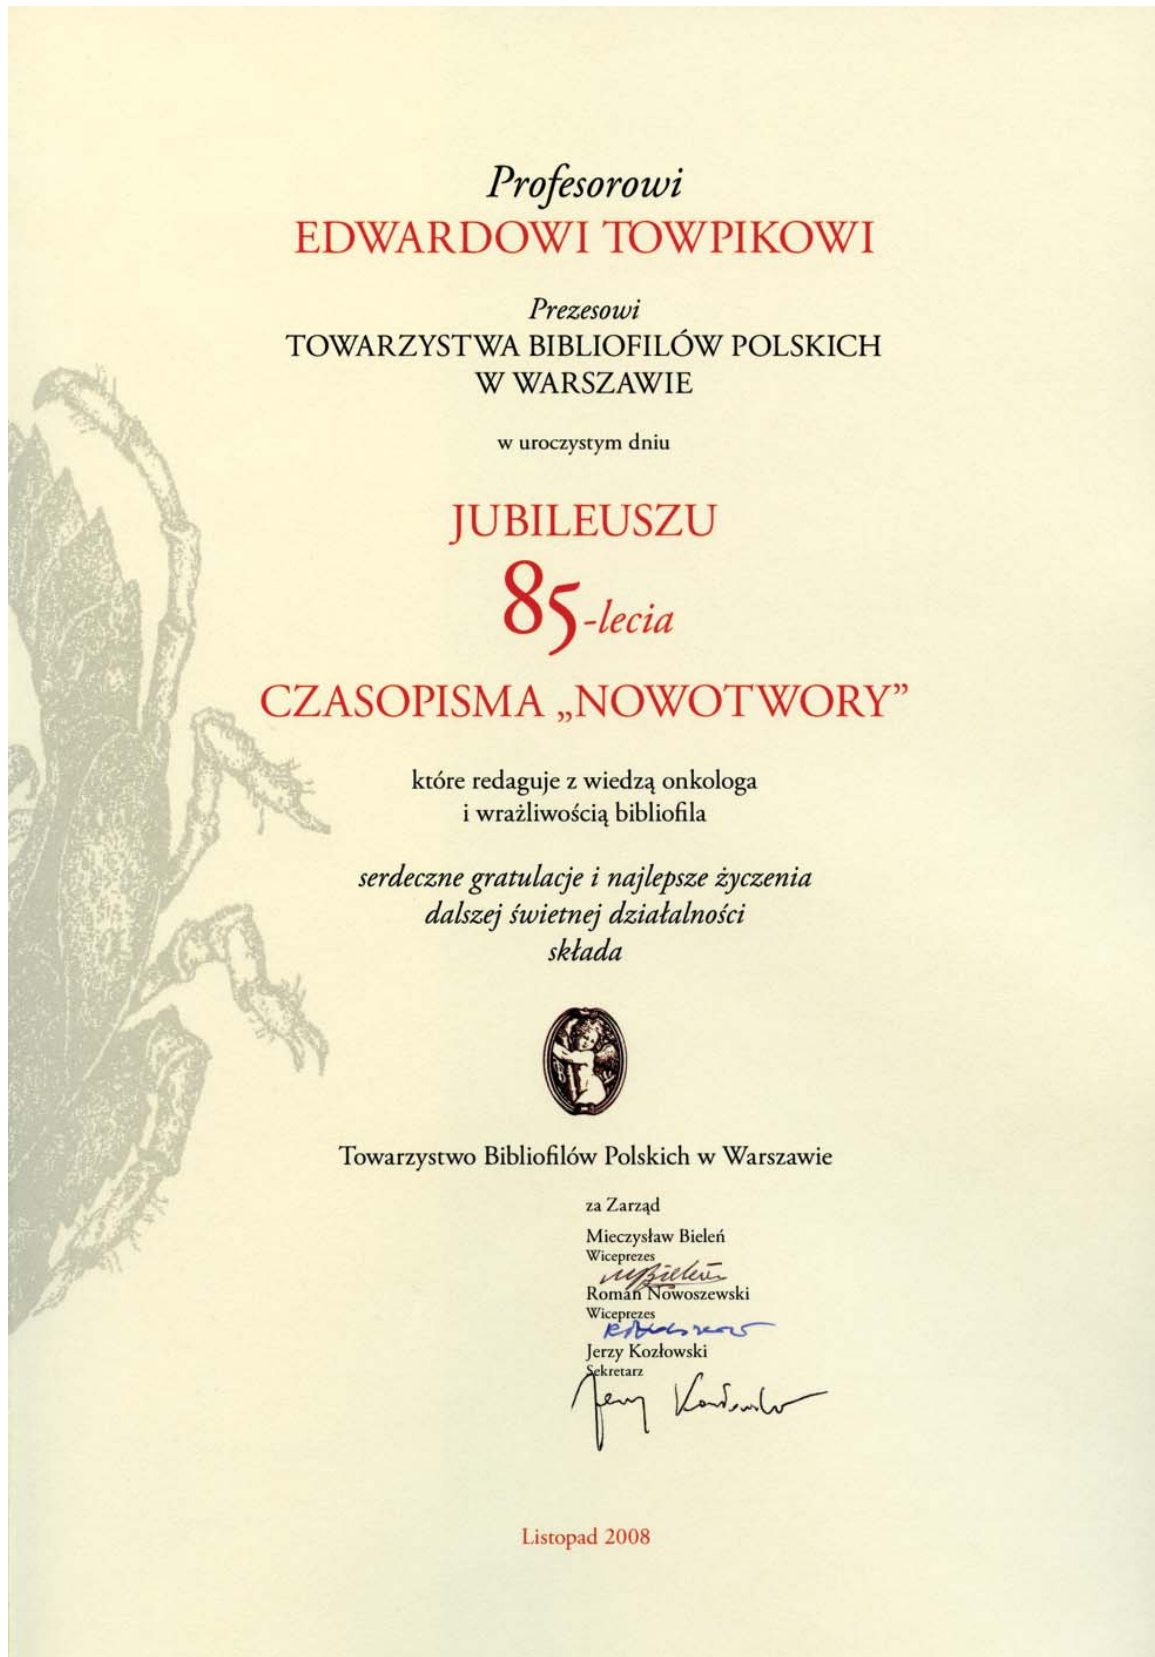 Profesorowi
EDWARDOWI TOWPIKOWI
Prezesowi
TOWARZYSTWA BIBLIOFILÓW POLSKICH
W WARSZAWIE
w uroczystym dniu
JUBILEUSZU
85-lecia
CZASOPISMA „NOWOTWORY”
które redaguje z wiedzą onkologa
i wrażliwością bibliofila
serdeczne gratulacje i najlepsze życzenia
dalszej świetnej działalności
składa
Towarzystwo Bibliofilów Polskich w Warszawie
za Zarząd
Mieczysław Bieleń
Wiceprezes
Roman Nowoszewski
Wiceprezes
Jerzy Kozłowski
Sekretarz
Listopad 2008